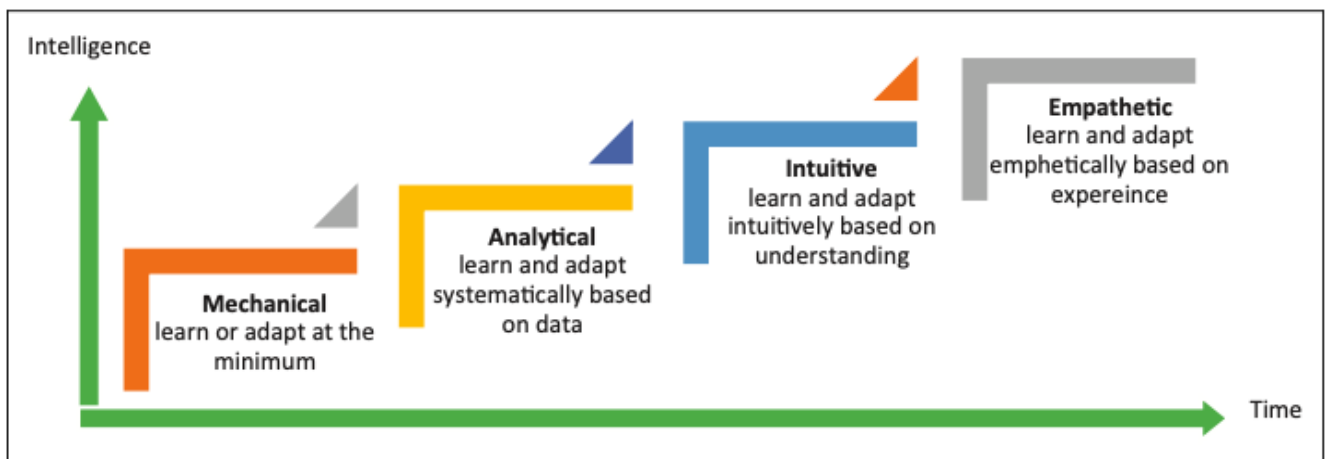 Intelligence
Mechanical
learn or adapt at the
minimum
Analytical
learn and adapt
systematically based
on data
Intuitive
learn and adapt
intuitively based on
understanding
Empathetic
learn and adapt
emphetically based on
expereince
Time